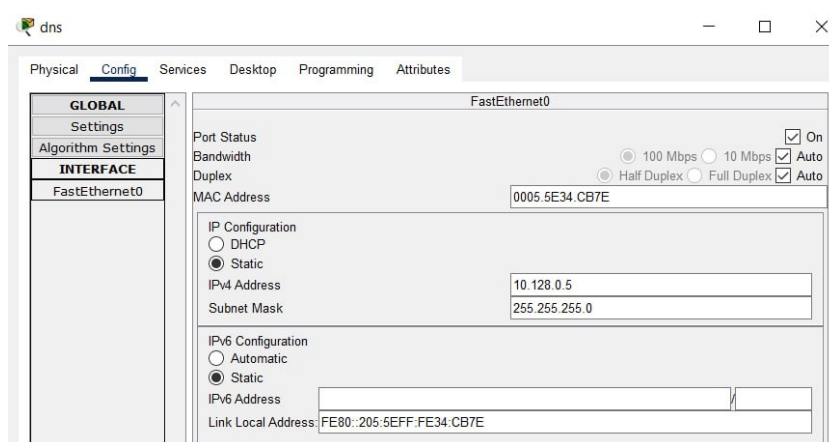 dns
Physical Config Services Desktop Programming Attributes
GLOBAL
Settings
Algorithm Settings
INTERFACE
FastEthernet0
FastEthernet0
Port Status On
Bandwidth 100 Mbps 10 Mbps Auto
Duplex Half Duplex Full Duplex Auto
MAC Address 0005.5E34.CB7E
IP Configuration
DHCP
Static
IPv4 Address 10.128.0.5
Subnet Mask 255.255.255.0
IPv6 Configuration
Automatic
Static
IPv6 Address /
Link Local Address: FE80::205:5EFF:FE34:CB7E